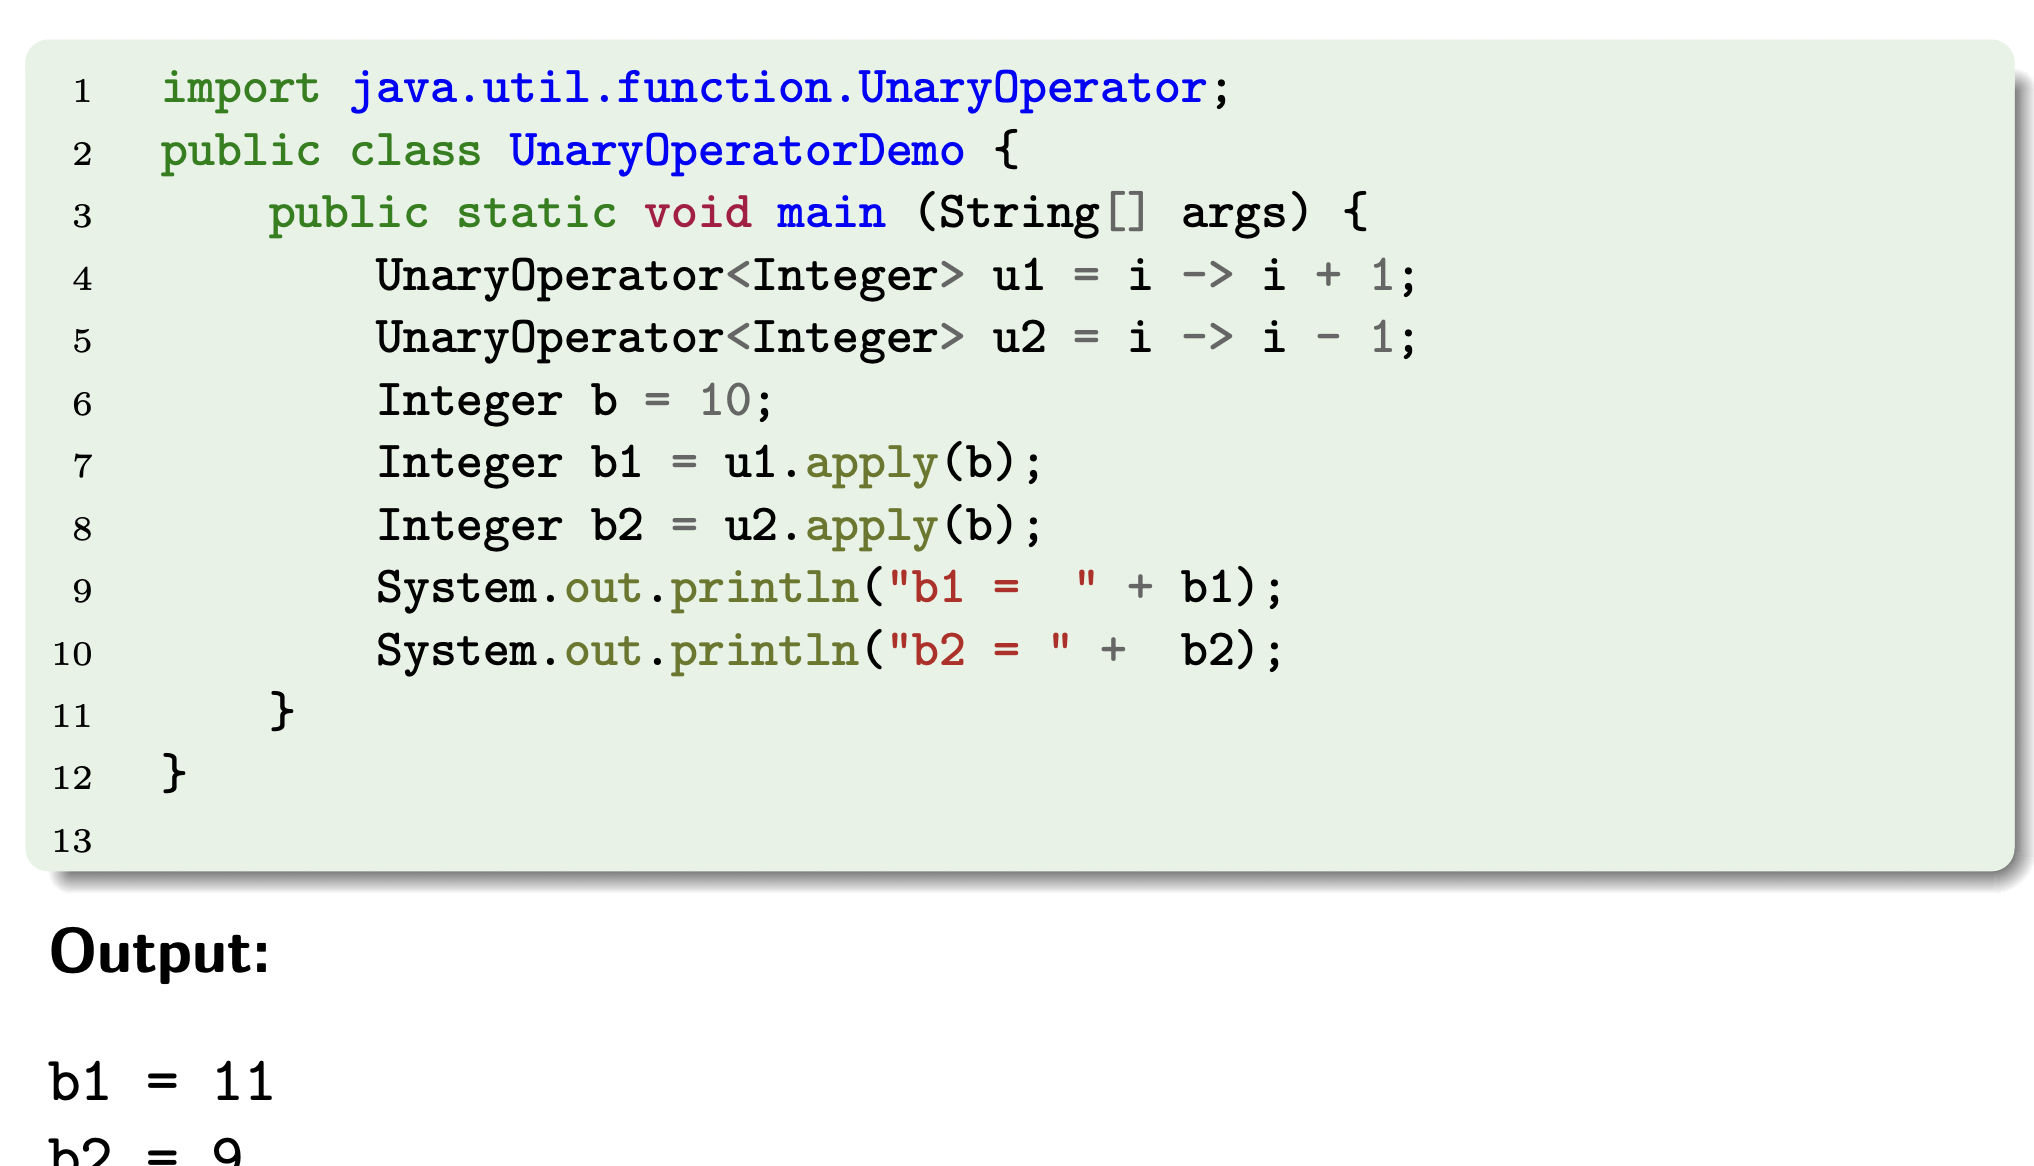 1 import java.util.function.UnaryOperator;
2 public class UnaryOperatorDemo {
3     public static void main (String[] args) {
4         UnaryOperator<Integer> u1 = i -> i + 1;
5         UnaryOperator<Integer> u2 = i -> i - 1;
6         Integer b = 10;
7         Integer b1 = u1.apply(b);
8         Integer b2 = u2.apply(b);
9         System.out.println("b1 =  " + b1);
10         System.out.println("b2 = " +  b2);
11     }
12 }
13
Output:
b1 = 11
b2 = 9